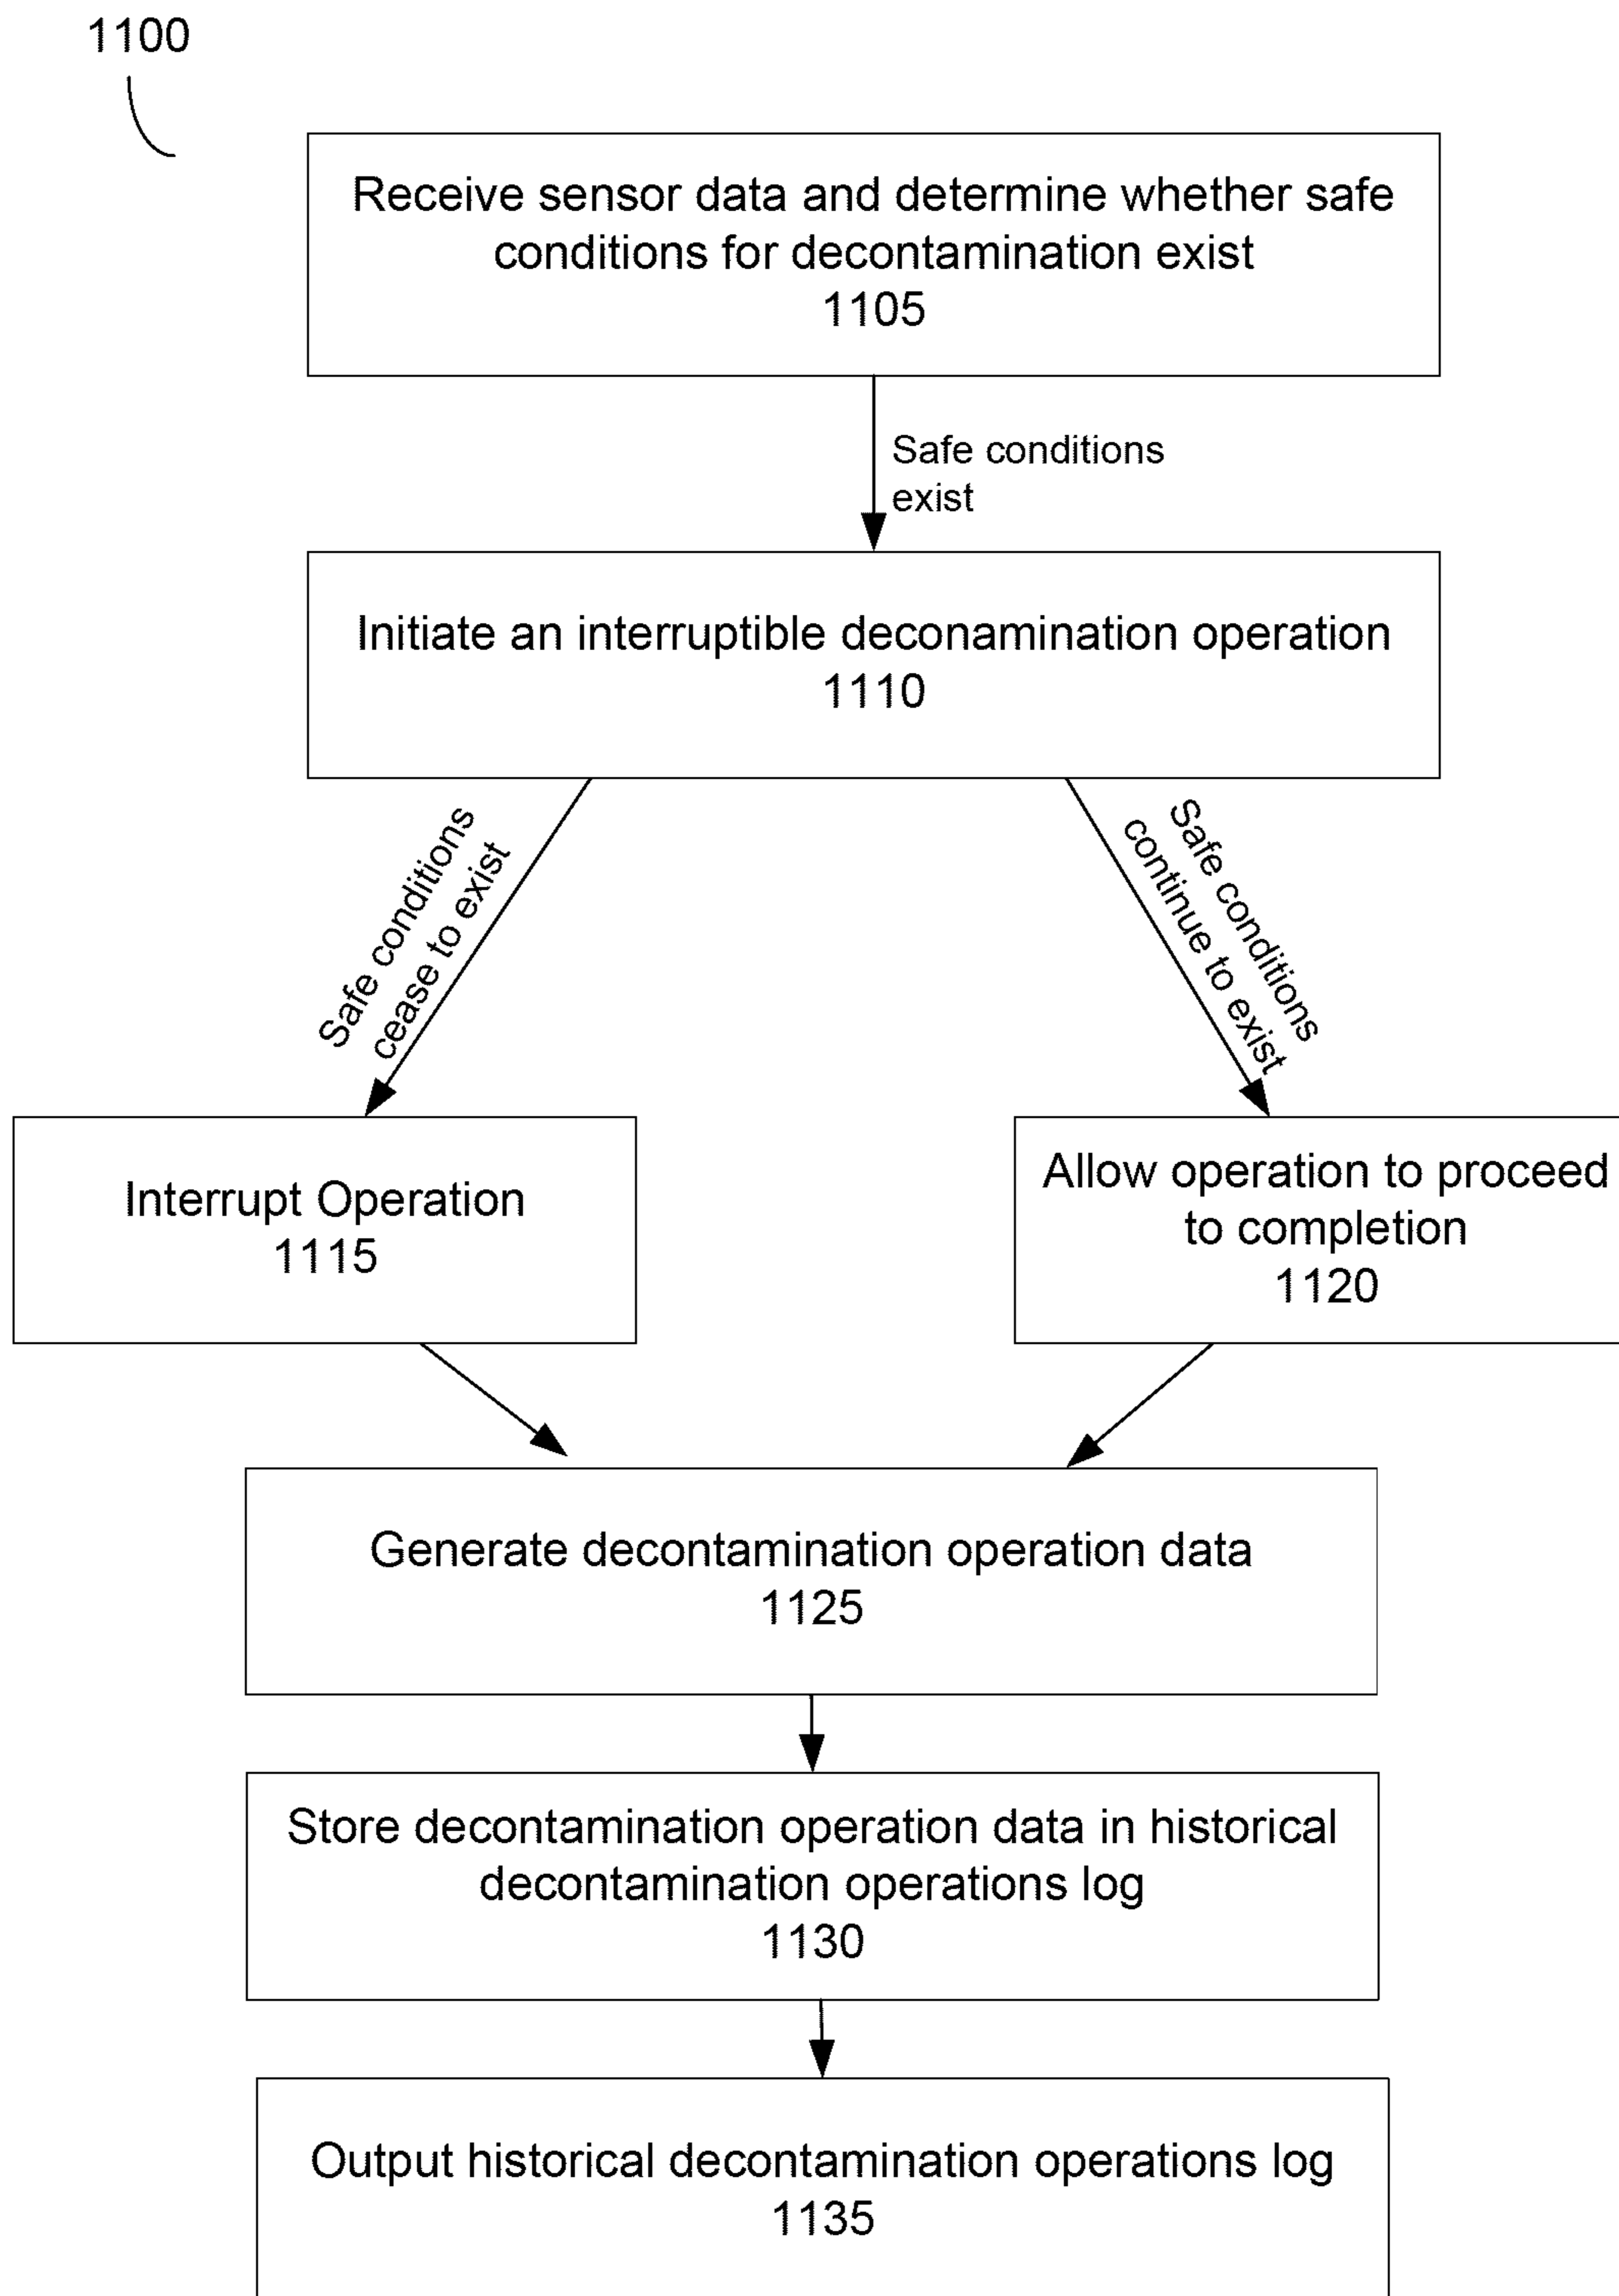 1100
Receive sensor data and determine whether safe
conditions for decontamination exist
1105
Safe conditions
exist
Initiate an interruptible deconamination operation
1110
Safe conditions
cease to exist
Safe conditions
continue to exist
Interrupt Operation
1115
Allow operation to proceed
to completion
1120
Generate decontamination operation data
1125
Store decontamination operation data in historical
decontamination operations log
1130
Output historical decontamination operations log
1135